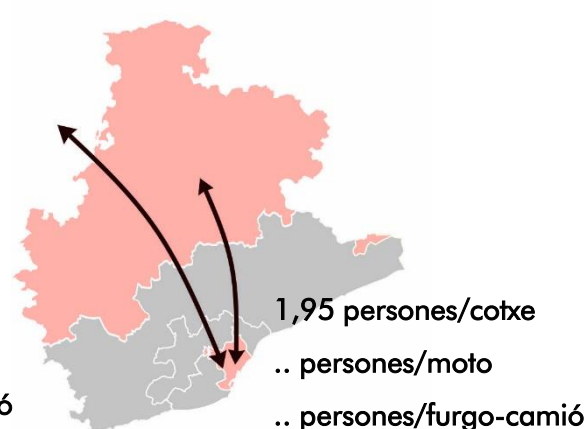 1,95 persones/cotxe
.. persones/moto
ó
.. persones/furgo-camió